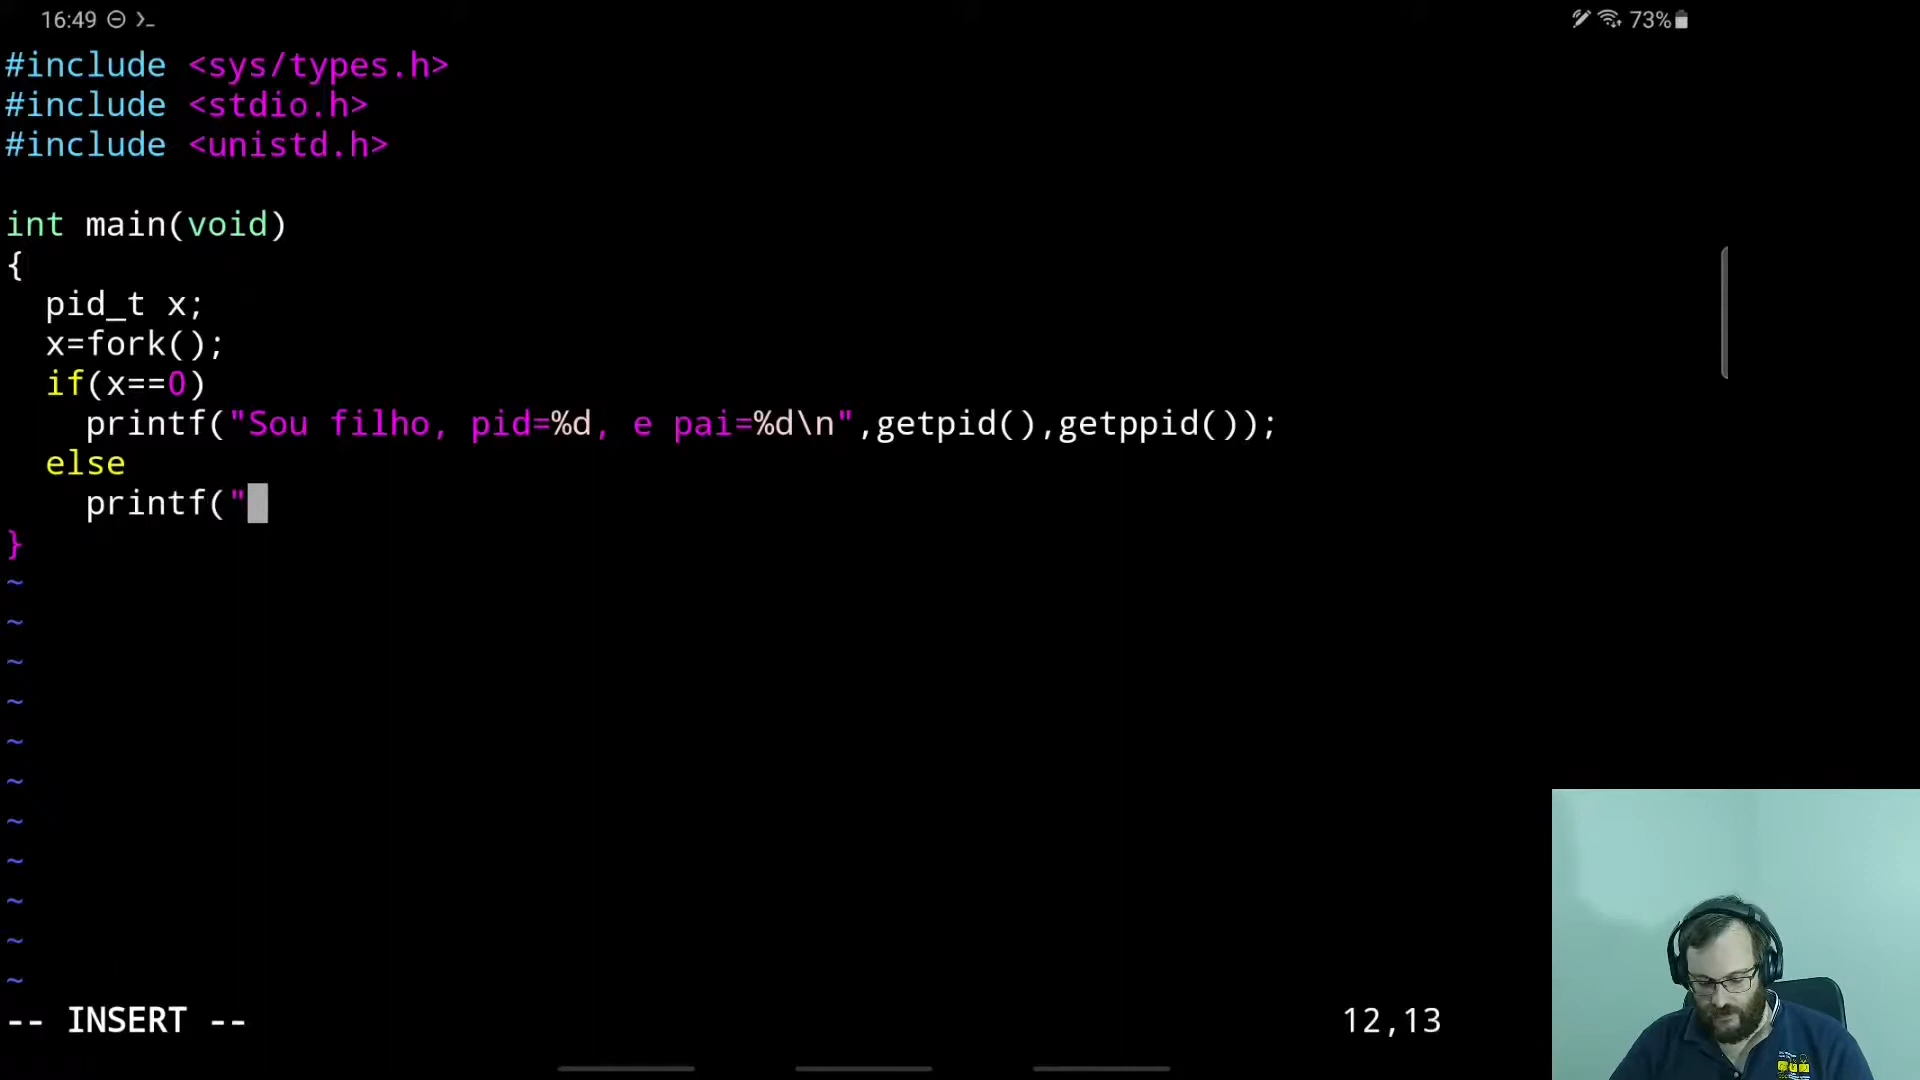 16:49
73%
#include <sys/types.h>
#include <stdio.h>
#include <unistd.h>
int main(void)
{
  pid_t x;
  x=fork();
  if(x==0)
    printf("Sou filho, pid=%d, e pai=%d\n",getpid(),getppid());
  else
    printf("
}
~
~
~
~
~
~
~
~
~
~
~
-- INSERT --
12,13